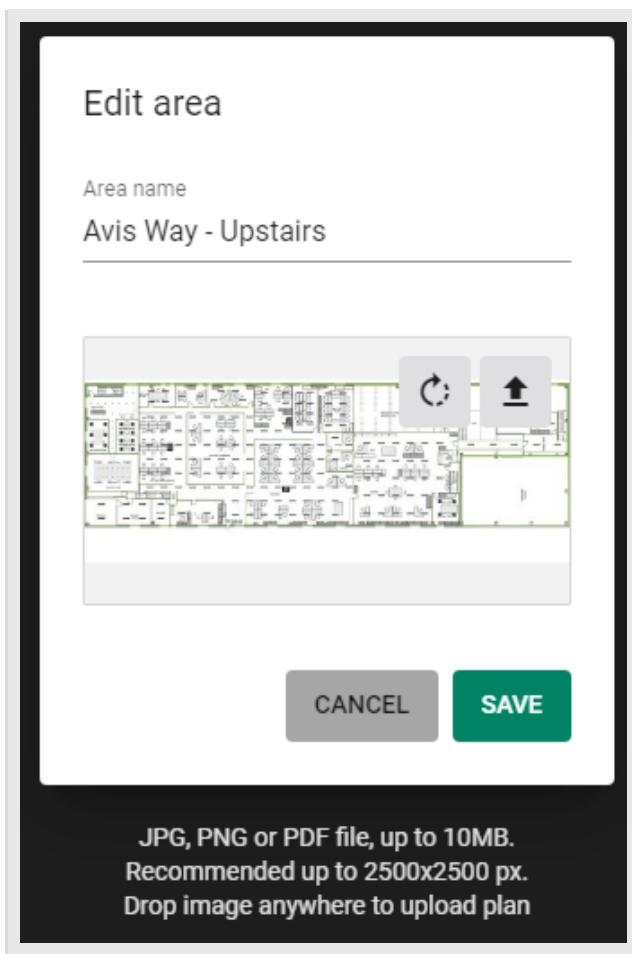 Edit area
Area name
Avis Way - Upstairs
CANCEL
SAVE
JPG, PNG or PDF file, up to 10MB.
Recommended up to 2500x2500 px.
Drop image anywhere to upload plan